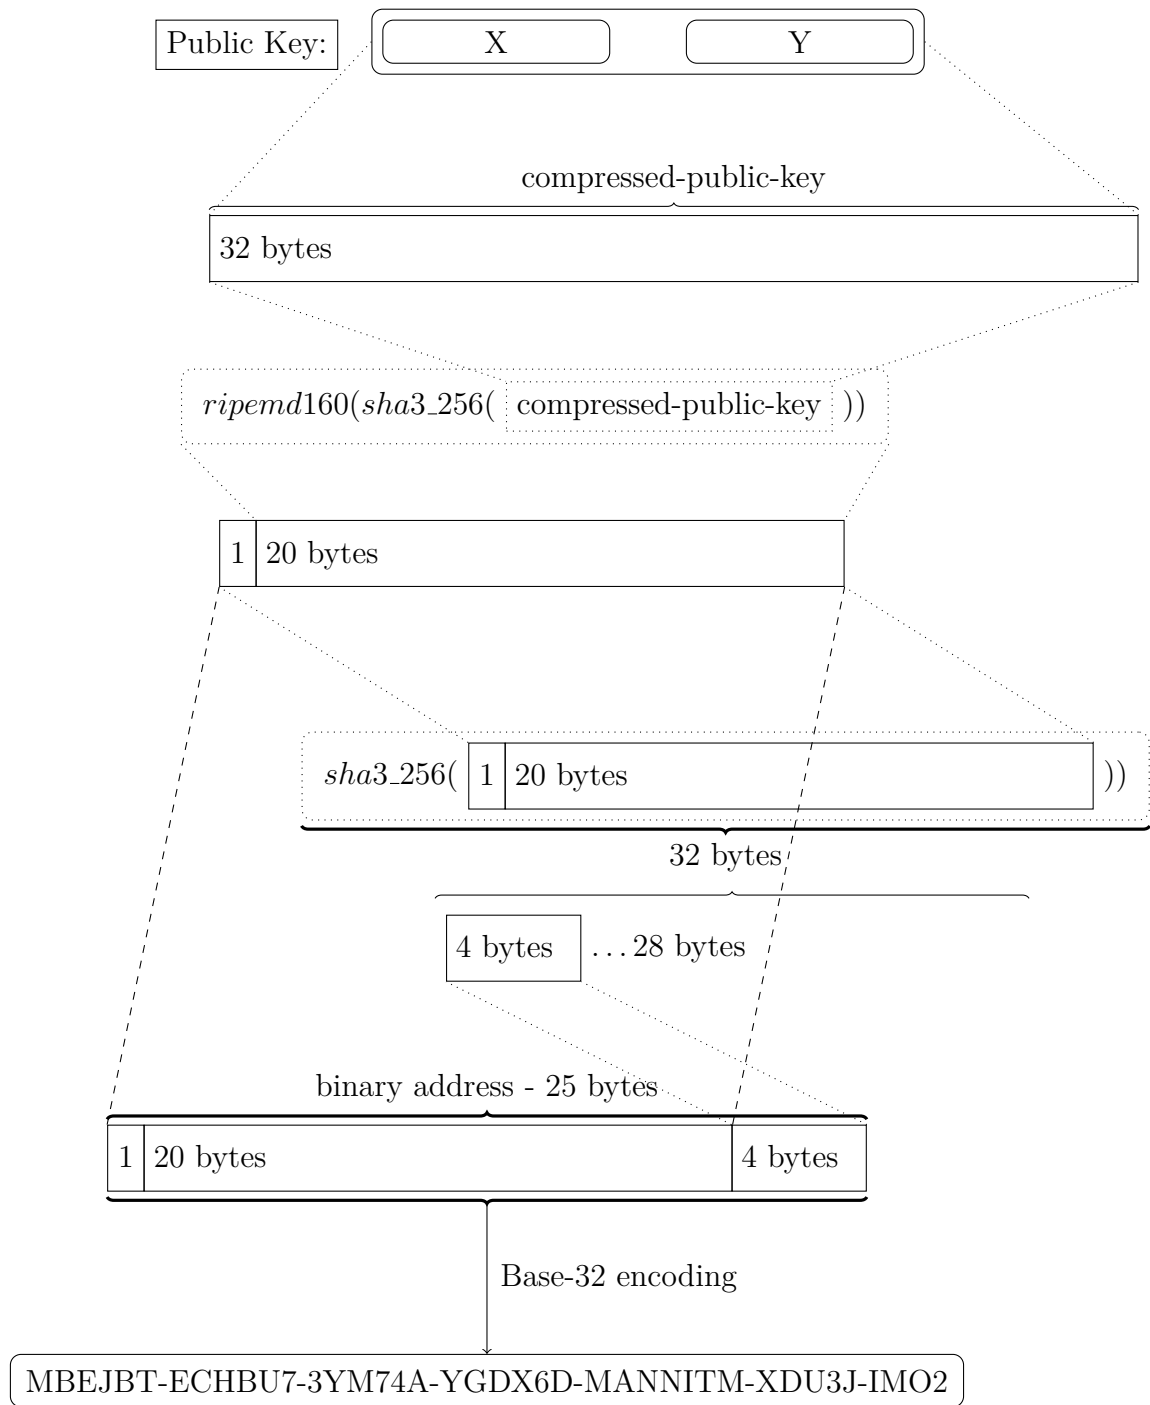 Public Key: X Y
compressed-public-key
32 bytes
ripemd160(sha3_256( compressed-public-key ))
1 20 bytes
sha3_256( 1 20 bytes ))
32 bytes
4 bytes ...28 bytes
binary address - 25 bytes
1 20 bytes 4 bytes
Base-32 encoding
MBEJBT-ECHBU7-3YM74A-YGDX6D-MANNITM-XDU3J-IMO2